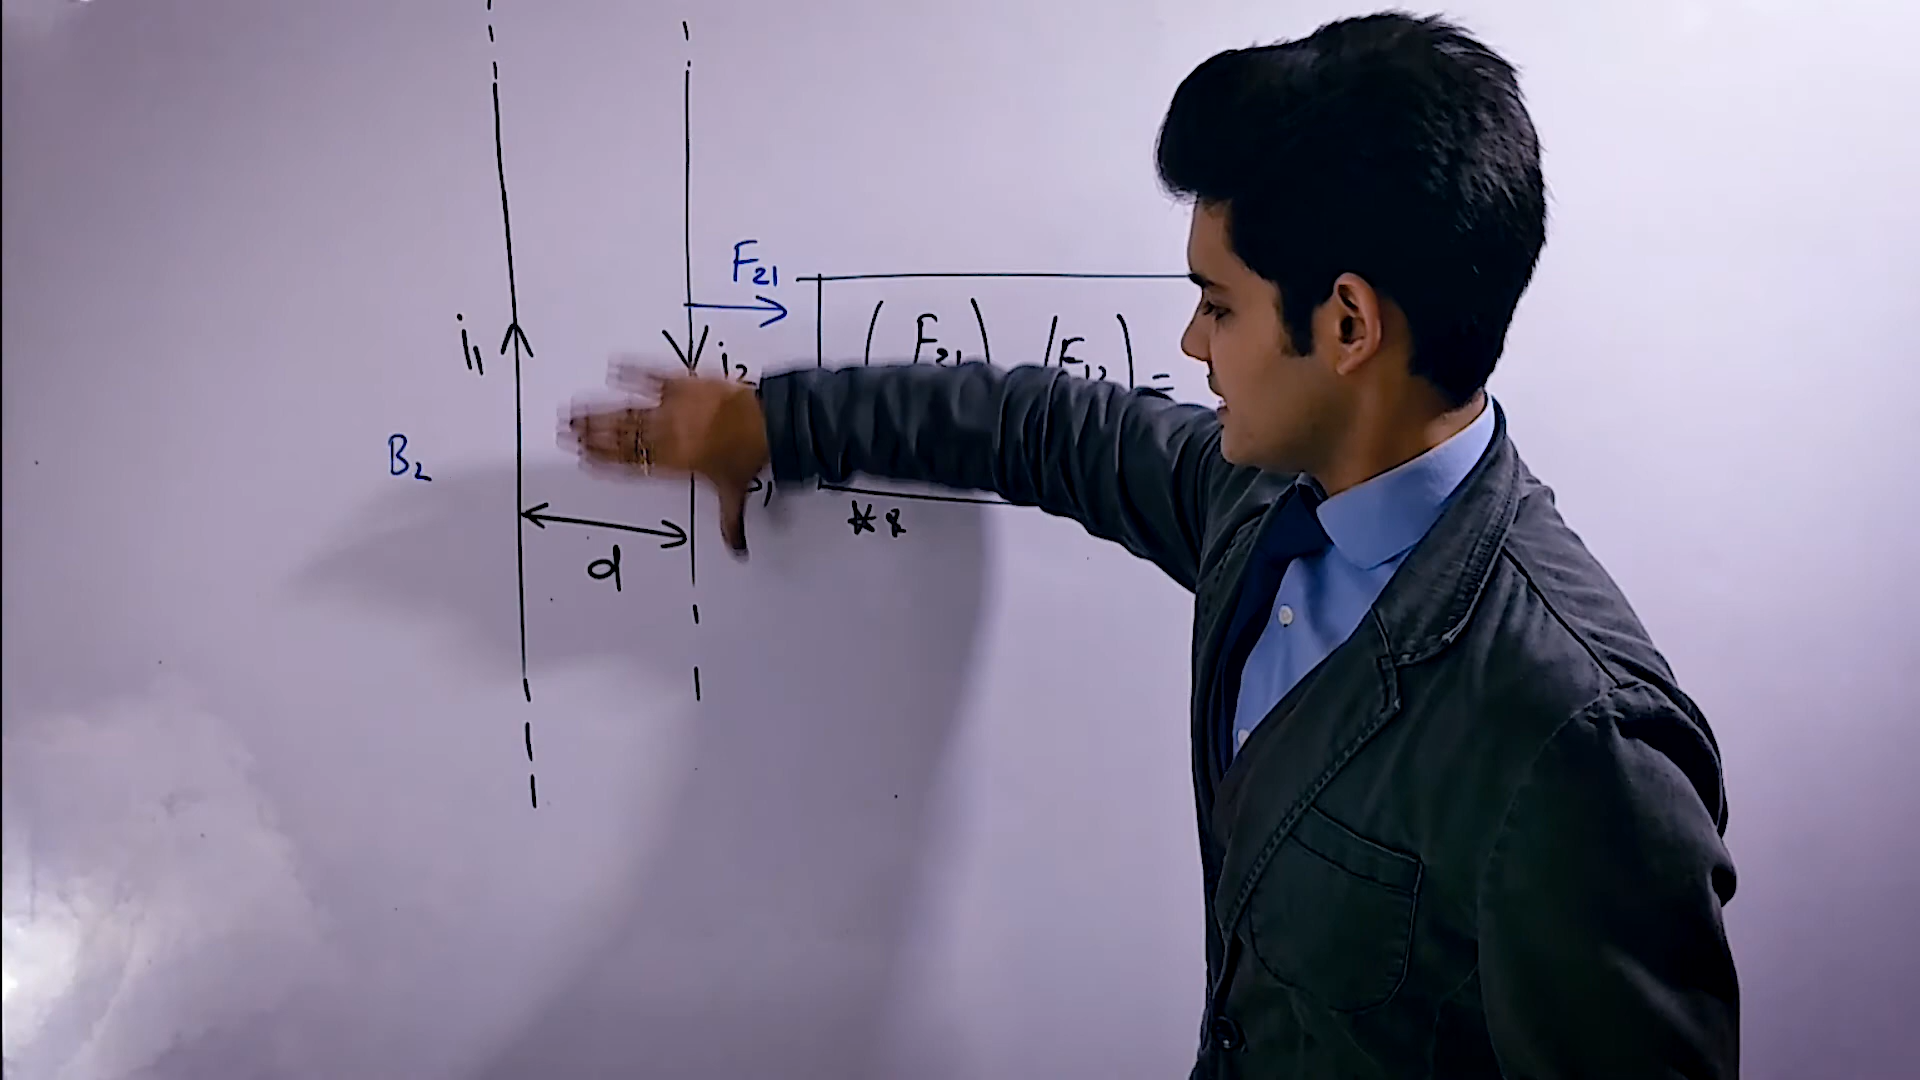 F₂₁
i₁
i₂
(F₂₁) (F₁₂) =
B₂
d